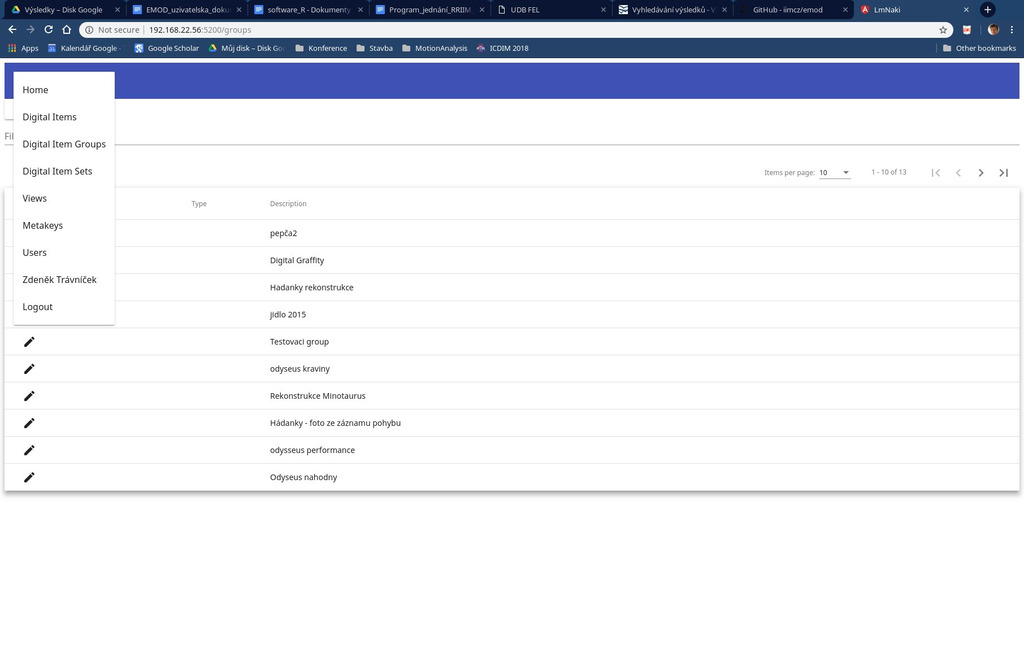 Výsledky – Disk Google
EMOD_uzivatelska_doku
software_R - Dokumenty
Program_jednání_RRIIM
UDB FEL
Vyhledávání výsledků - V
GitHub - iimcz/emod
LmNaki
Not secure
192.168.22.56:5200/groups
Apps
Kalendář Google -
Google Scholar
Můj disk – Disk Go
Konference
Stavba
MotionAnalysis
ICDIM 2018
Other bookmarks
Home
Digital Items
Fil
Digital Item Groups
Digital Item Sets
Items per page:
10
1 - 10 of 13
Views
Type
Description
Metakeys
pepča2
Users
Digital Graffity
Zdeněk Trávníček
Hadanky rekonstrukce
Logout
jidlo 2015
Testovaci group
odyseus kraviny
Rekonstrukce Minotaurus
Hádanky - foto ze záznamu pohybu
odysseus performance
Odyseus nahodny